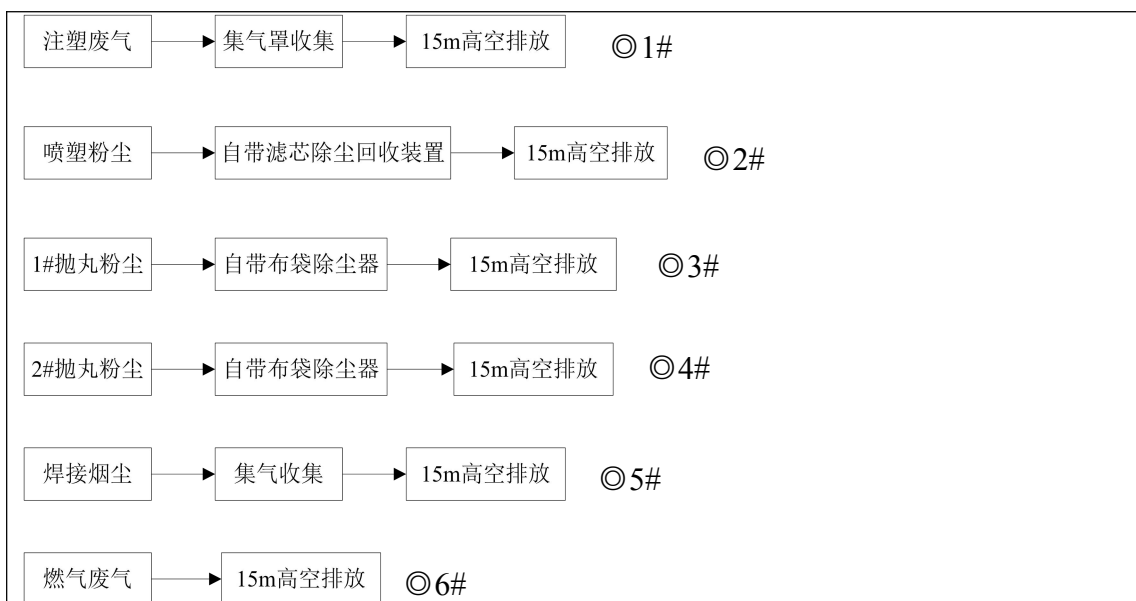 注塑废气 集气罩收集 15m高空排放 ◎1#
喷塑粉尘 自带滤芯除尘回收装置 15m高空排放 ◎2#
1#抛丸粉尘 自带布袋除尘器 15m高空排放 ◎3#
2#抛丸粉尘 自带布袋除尘器 15m高空排放 ◎4#
焊接烟尘 集气收集 15m高空排放 ◎5#
燃气废气 15m高空排放 ◎6#